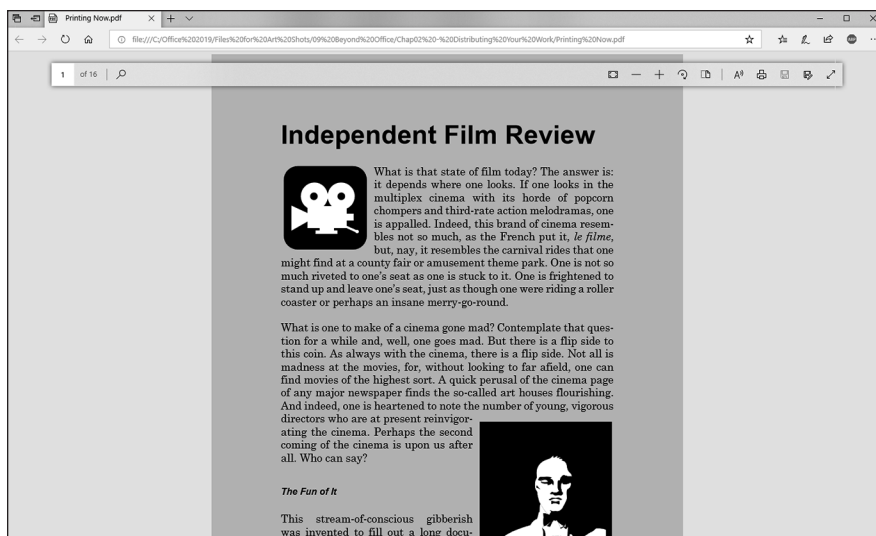 Printing Now.pdf
file:///C:/Office%202019/Files%20for%20Art%20Shots/09%20Beyond%20Office/Chap02%20-%20Distributing%20Your%20Work/Printing%20Now.pdf
1 of 16
Independent Film Review
What is that state of film today? The answer is:
it depends where one looks. If one looks in the
multiplex cinema with its horde of popcorn
chompers and third-rate action melodramas, one
is appalled. Indeed, this brand of cinema resem-
bles not so much, as the French put it, le filme,
but, nay, it resembles the carnival rides that one
might find at a county fair or amusement theme park. One is not so
much riveted to one's seat as one is stuck to it. One is frightened to
stand up and leave one's seat, just as though one were riding a roller
coaster or perhaps an insane merry-go-round.
What is one to make of a cinema gone mad? Contemplate that ques-
tion for a while and, well, one goes mad. But there is a flip side to
this coin. As always with the cinema, there is a flip side. Not all is
madness at the movies, for, without looking to far afield, one can
find movies of the highest sort. A quick perusal of the cinema page
of any major newspaper finds the so-called art houses flourishing.
And indeed, one is heartened to note the number of young, vigorous
directors who are at present reinvigor-
ating the cinema. Perhaps the second
coming of the cinema is upon us after
all. Who can say?
The Fun of It
This stream-of-conscious gibberish
was invented to fill out a long docu-